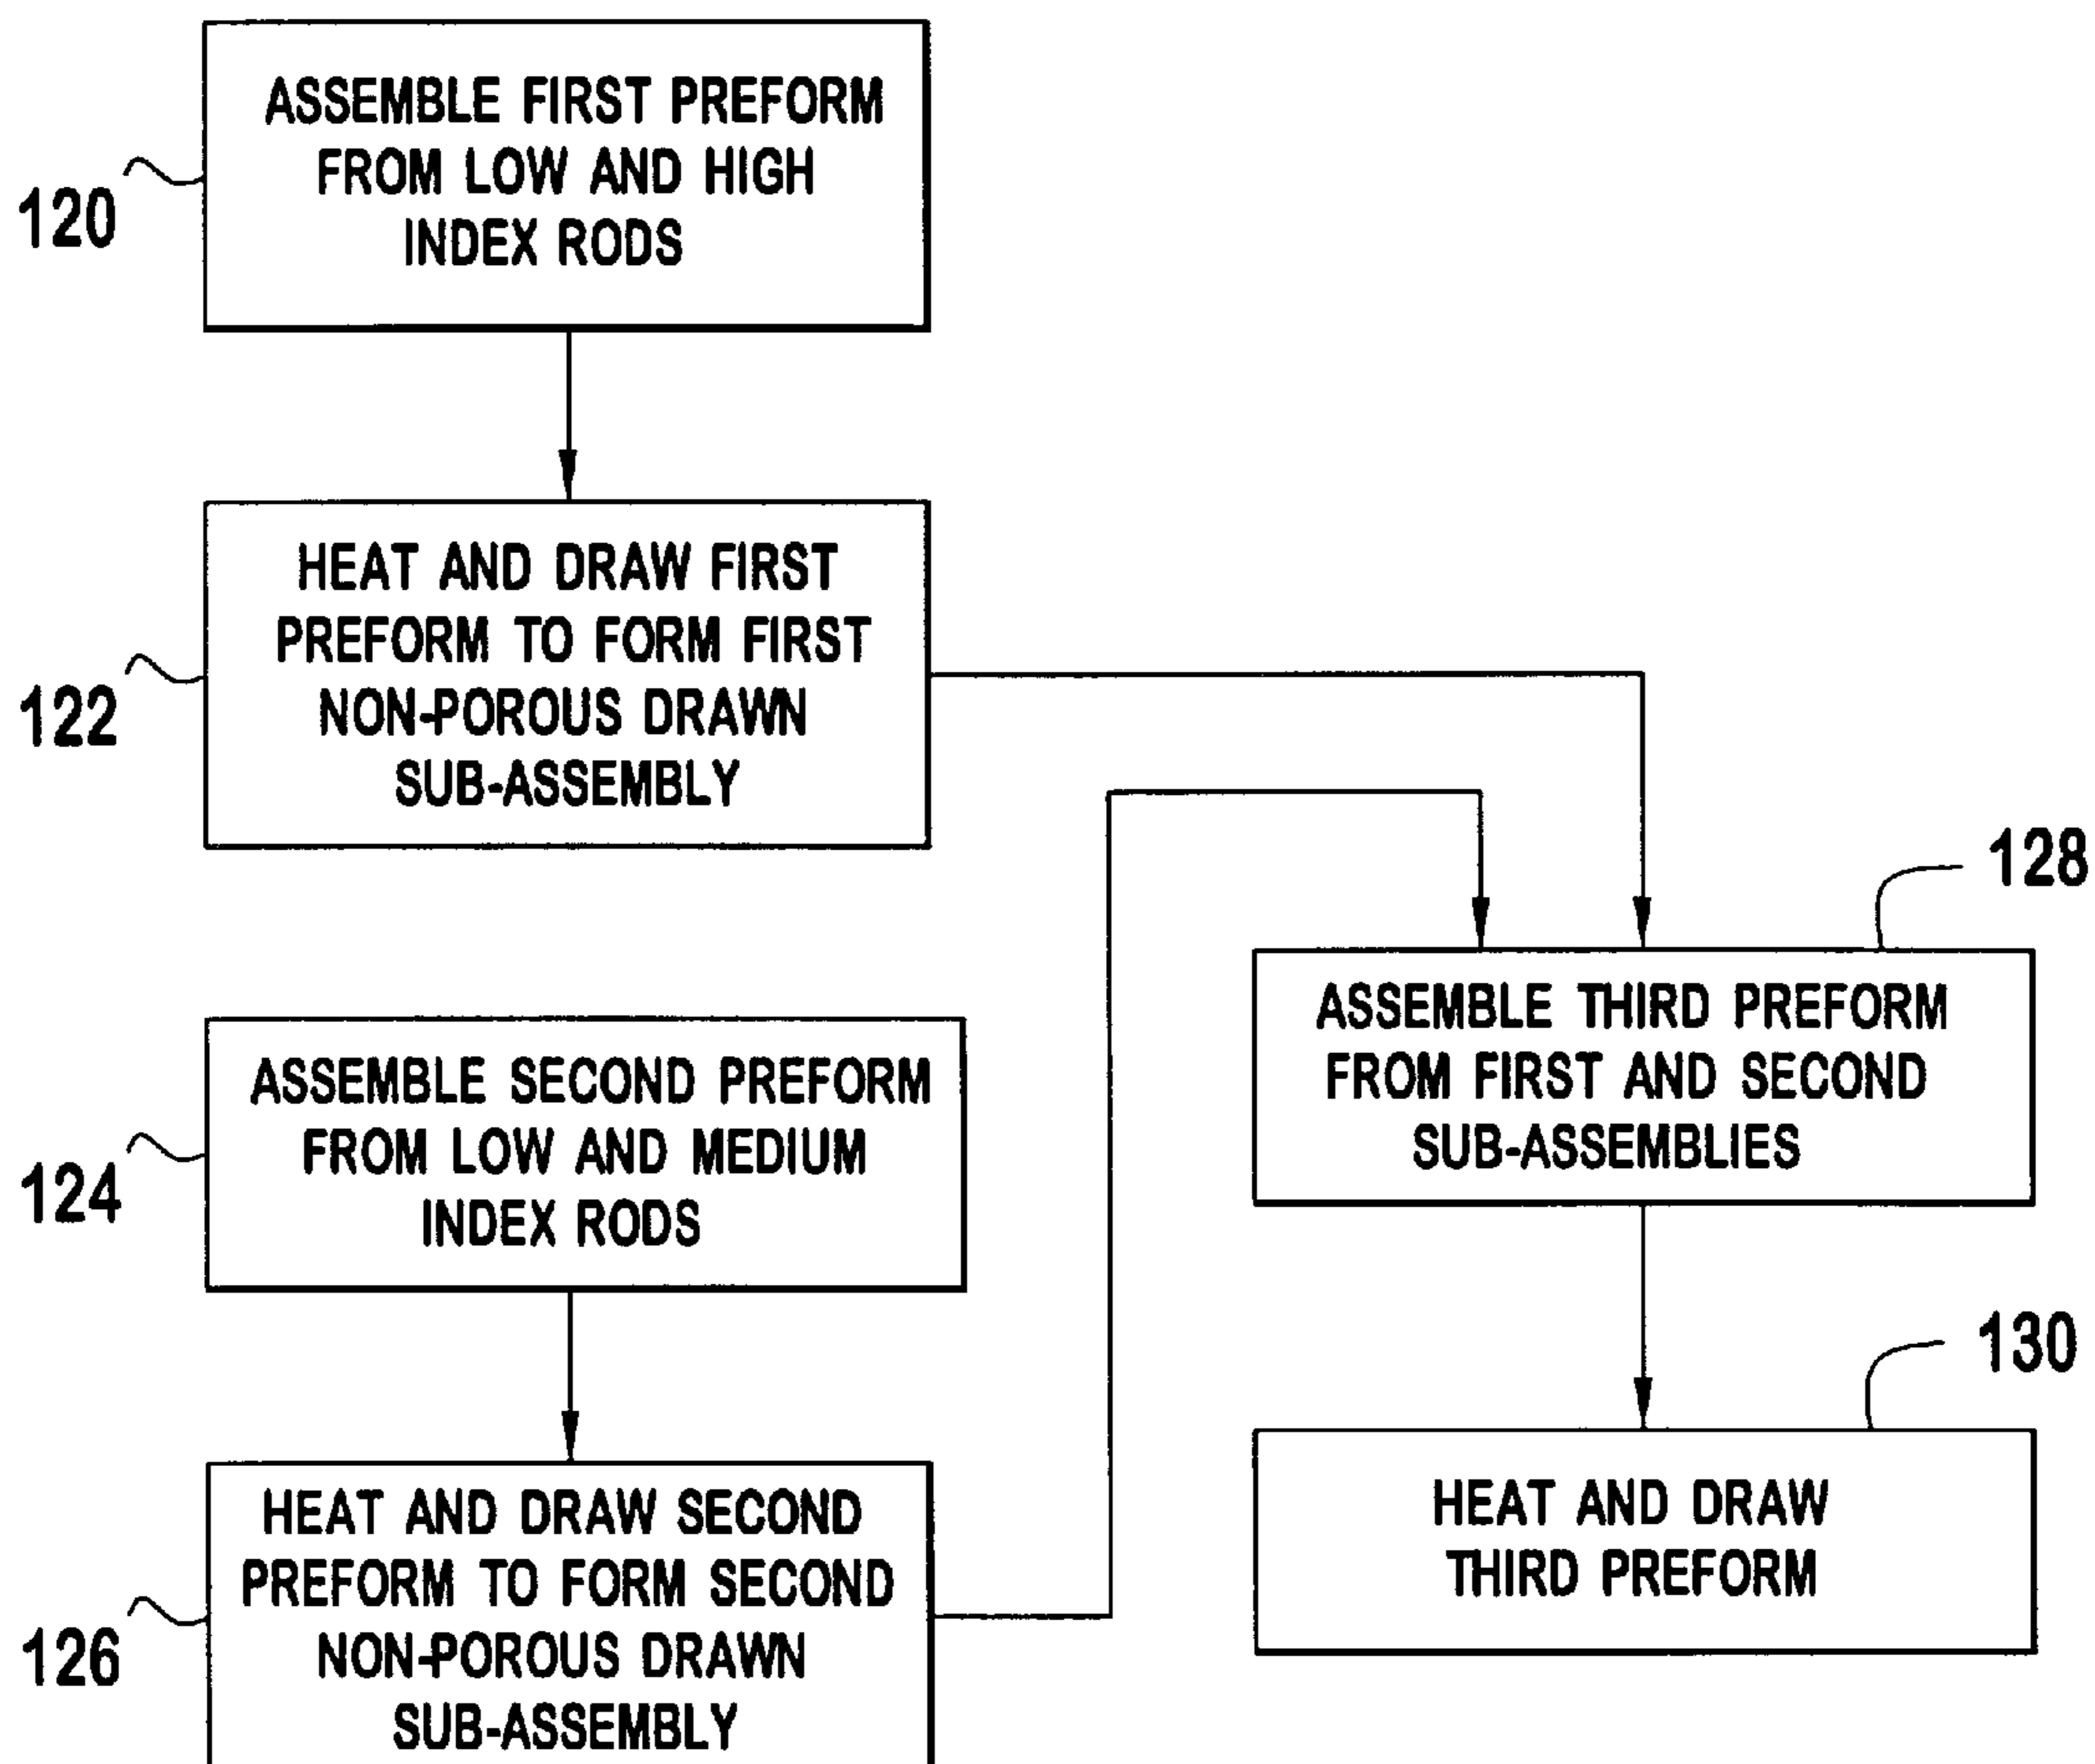 ASSEMBLE FIRST PREFORM
FROM LOW AND HIGH
INDEX RODS
120
HEAT AND DRAW FIRST
PREFORM TO FORM FIRST
NON-POROUS DRAWN
SUB-ASSEMBLY
122
ASSEMBLE SECOND PREFORM
FROM LOW AND MEDIUM
INDEX RODS
124
HEAT AND DRAW SECOND
PREFORM TO FORM SECOND
NON-POROUS DRAWN
SUB-ASSEMBLY
126
128
ASSEMBLE THIRD PREFORM
FROM FIRST AND SECOND
SUB-ASSEMBLIES
130
HEAT AND DRAW
THIRD PREFORM